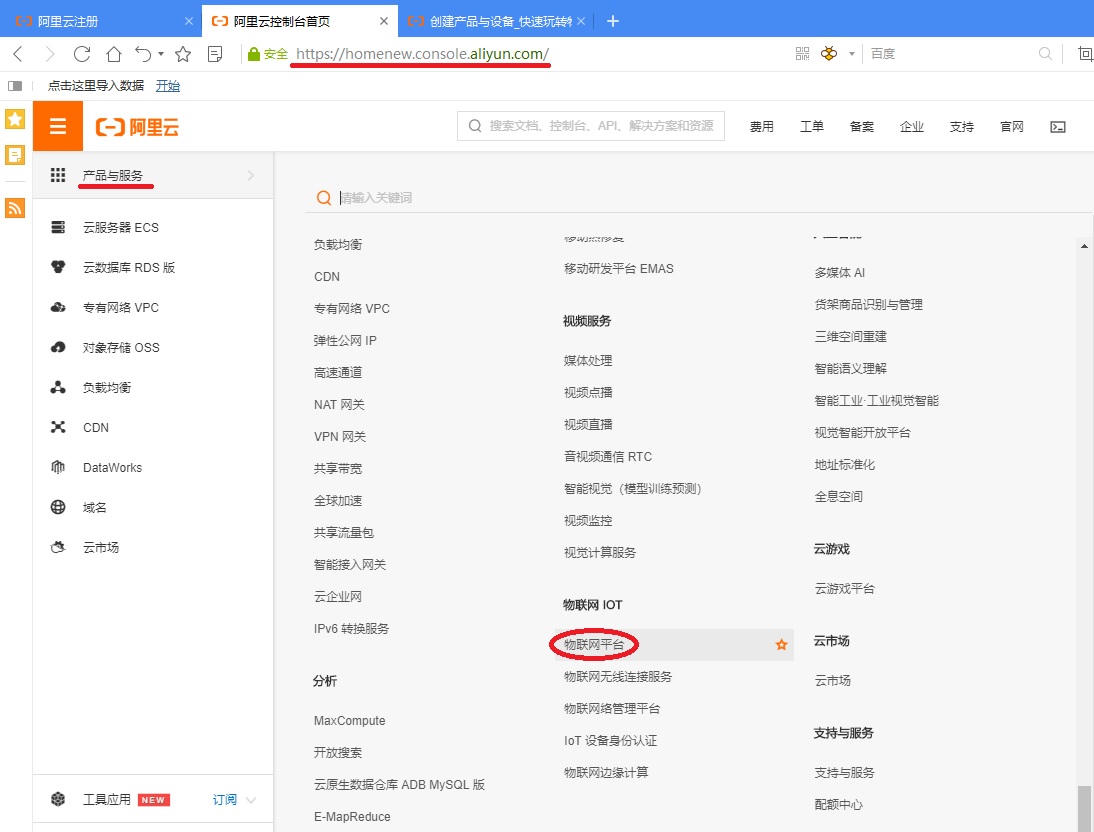 阿里云注册
阿里云控制台首页
创建产品与设备_快速玩转物
安全 https://homenew.console.aliyun.com/
百度
点击这里导入数据 开始
阿里云
搜索文档、控制台、API、解决方案和资源
费用 工单 备案 企业 支持 官网
产品与服务
云服务器 ECS
云数据库 RDS 版
专有网络 VPC
对象存储 OSS
负载均衡
CDN
DataWorks
域名
云市场
工具应用 NEW 订阅
请输入关键词
负载均衡
CDN
专有网络 VPC
弹性公网 IP
高速通道
NAT 网关
VPN 网关
共享带宽
全球加速
共享流量包
智能接入网关
云企业网
IPv6 转换服务
分析
MaxCompute
开放搜索
云原生数据仓库 ADB MySQL 版
E-MapReduce
移动热修复
移动研发平台 EMAS
视频服务
媒体处理
视频点播
视频直播
音视频通信 RTC
智能视觉（模型训练预测）
视频监控
视觉计算服务
物联网 IOT
物联网平台
物联网无线连接服务
物联网络管理平台
IoT 设备身份认证
物联网边缘计算
多媒体 AI
货架商品识别与管理
三维空间重建
智能语义理解
智能工业·工业视觉智能
视觉智能开放平台
地址标准化
全息空间
云游戏
云游戏平台
云市场
云市场
支持与服务
支持与服务
配额中心